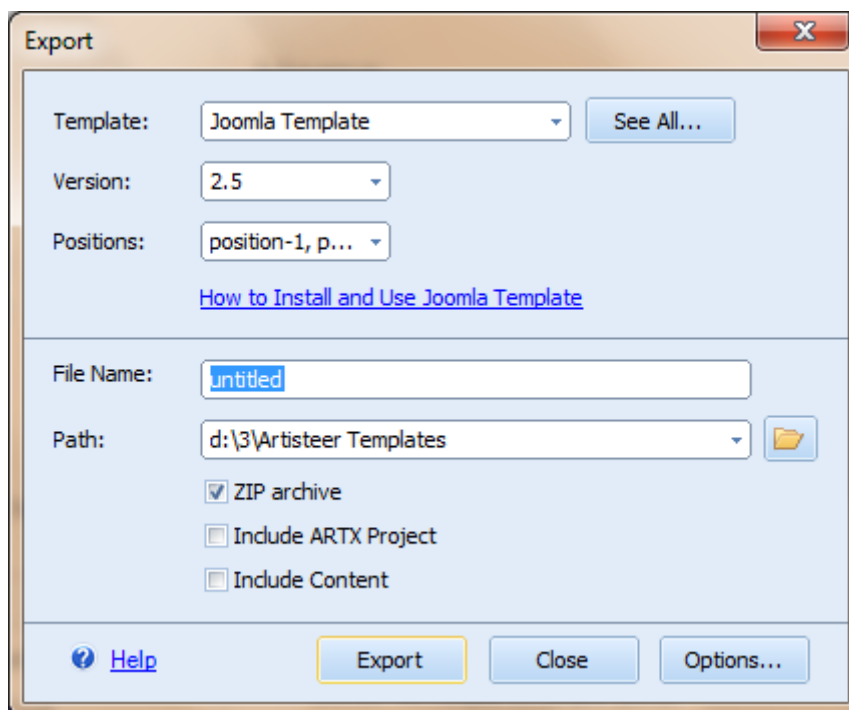 Export
Template: Joomla Template See All...
Version: 2.5
Positions: position-1, p...
How to Install and Use Joomla Template
File Name: untitled
Path: d:\3\Artisteer Templates
ZIP archive
Include ARTX Project
Include Content
Help Export Close Options...